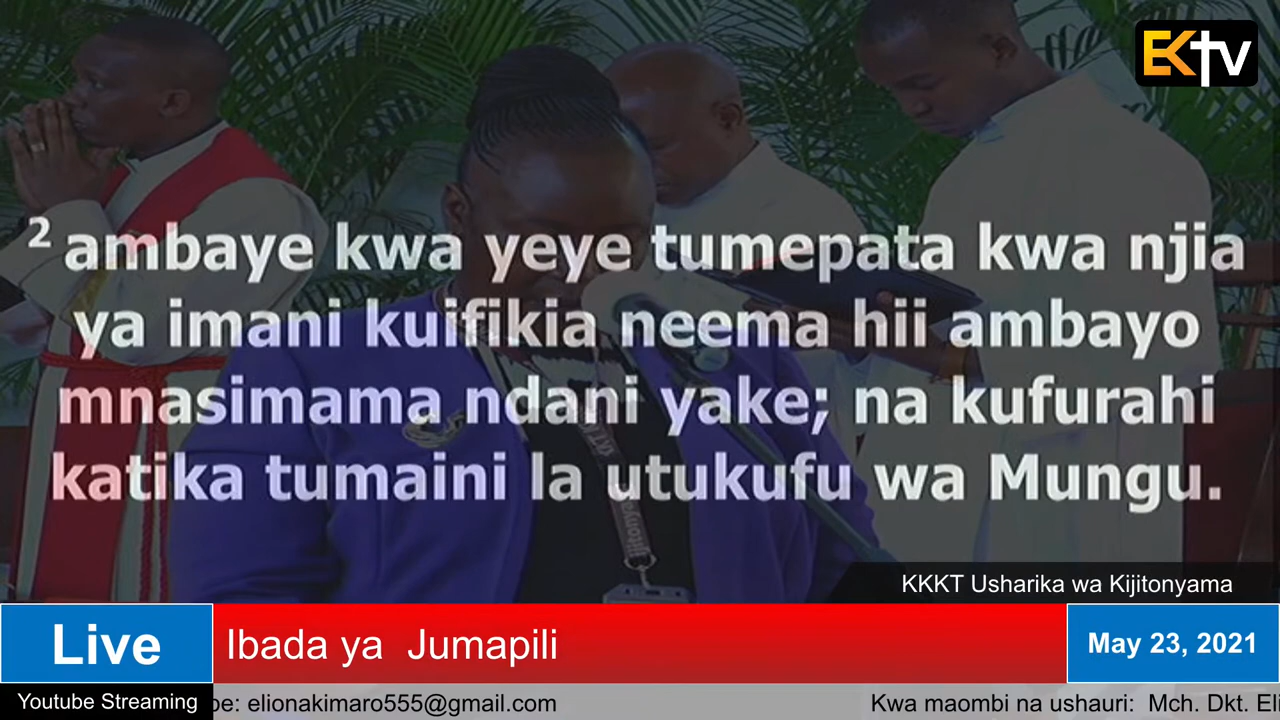 EKTV
2 ambaye kwa yeye tumepata kwa njia
ya imani kuifikia neema hii ambayo
mnasimama ndani yake; na kufurahi
katika tumaini la utukufu wa Mungu.
KKKT Usharika wa Kijitonyama
Live
Ibada ya Jumapili
May 23, 2021
Youtube Streaming
be: elionakimaro555@gmail.com
Kwa maombi na ushauri: Mch. Dkt. Eli